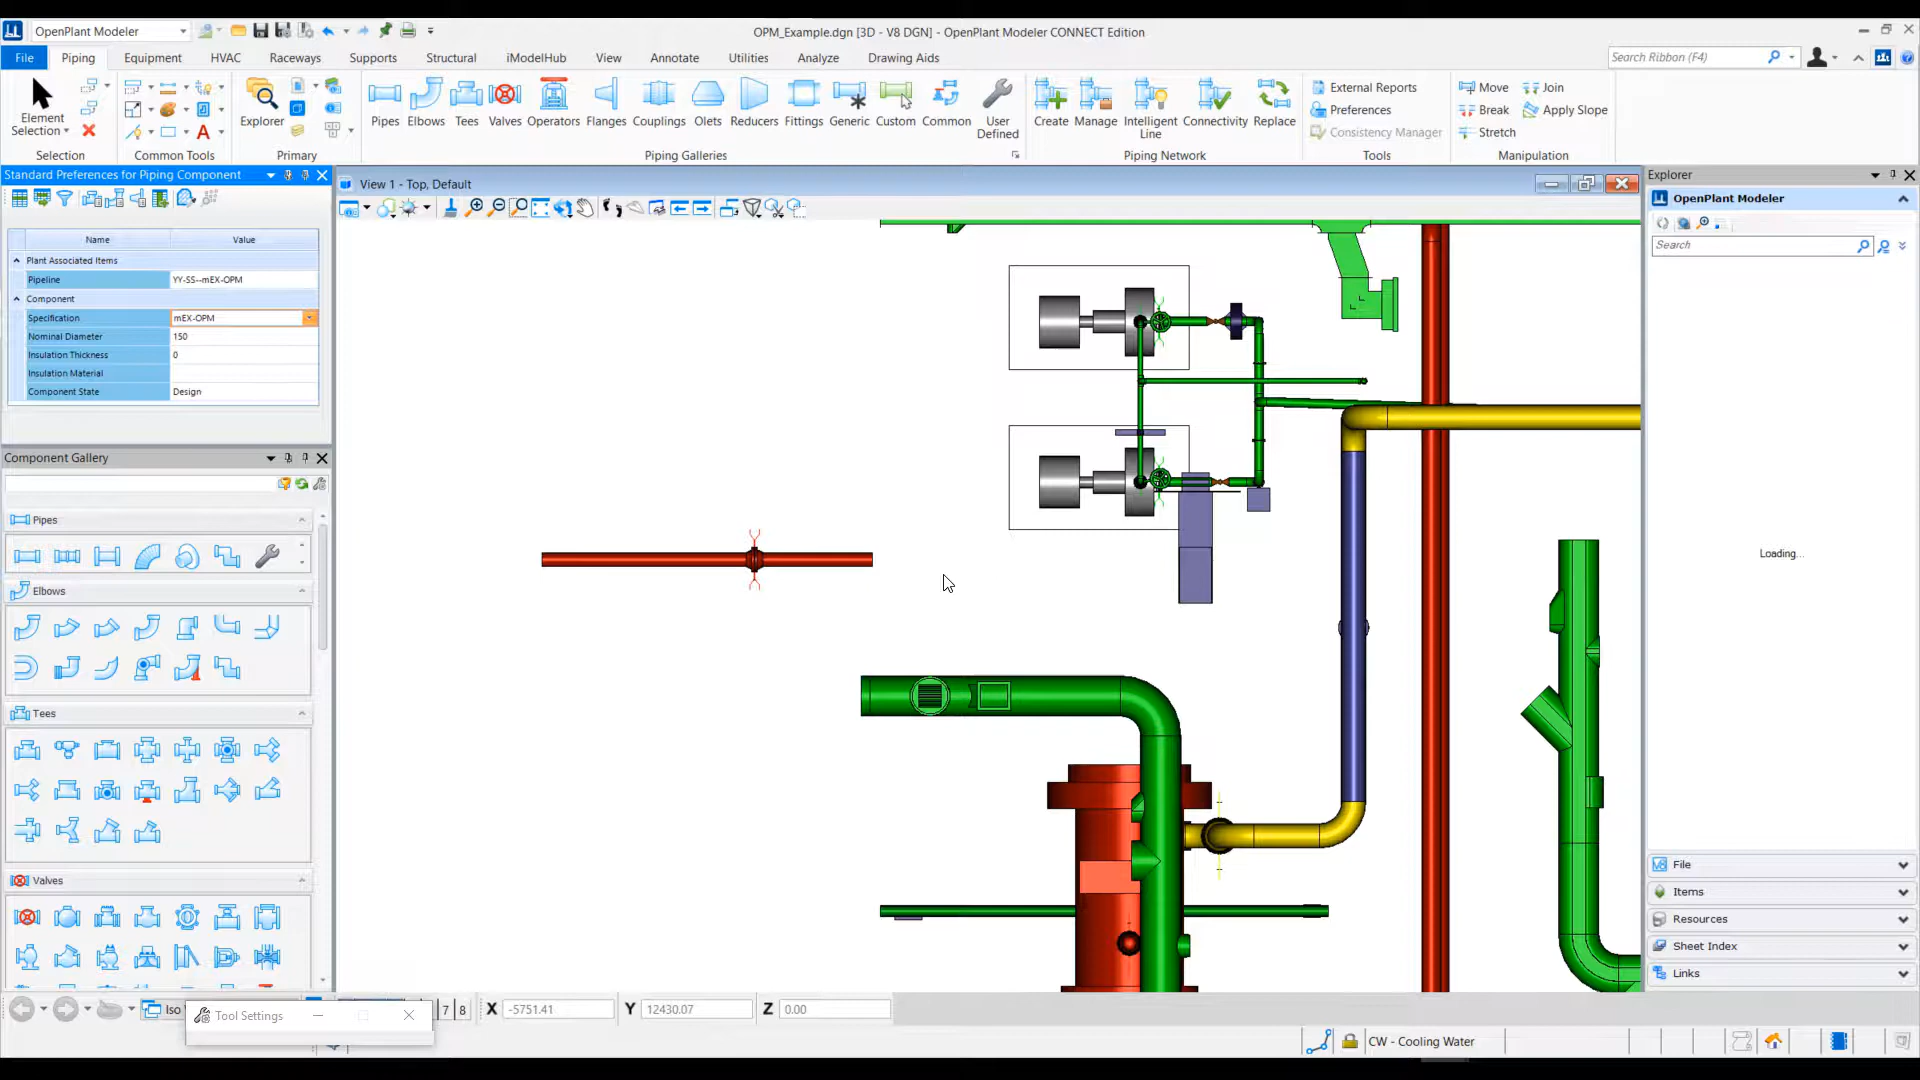 OpenPlant Modeler
OPM_Example.dgn [3D - V8 DGN] - OpenPlant Modeler CONNECT Edition
File Piping Equipment HVAC Raceways Supports Structural iModelHub View Annotate Utilities Analyze Drawing Aids
Search Ribbon (F4)
Element
Selection
Selection
Common Tools
Explorer
Primary
Pipes Elbows Tees Valves Operators Flanges Couplings Olets Reducers Fittings Generic Custom Common User
Defined
Piping Galleries
Create Manage Intelligent
Line
Connectivity Replace
Piping Network
External Reports
Preferences
Consistency Manager
Tools
Move Join
Break Apply Slope
Stretch
Manipulation
Standard Preferences for Piping Component
Name Value
Plant Associated Items
Pipeline YY-SS--mEX-OPM
Component
Specification mEX-OPM
Nominal Diameter 150
Insulation Thickness 0
Insulation Material
Component State Design
Component Gallery
Pipes
Elbows
Tees
Valves
View 1 - Top, Default
Explorer
OpenPlant Modeler
Search
Loading...
File
Items
Resources
Sheet Index
Links
Iso
Tool Settings
7 8
X -5751.41 Y 12430.07 Z 0.00
CW - Cooling Water